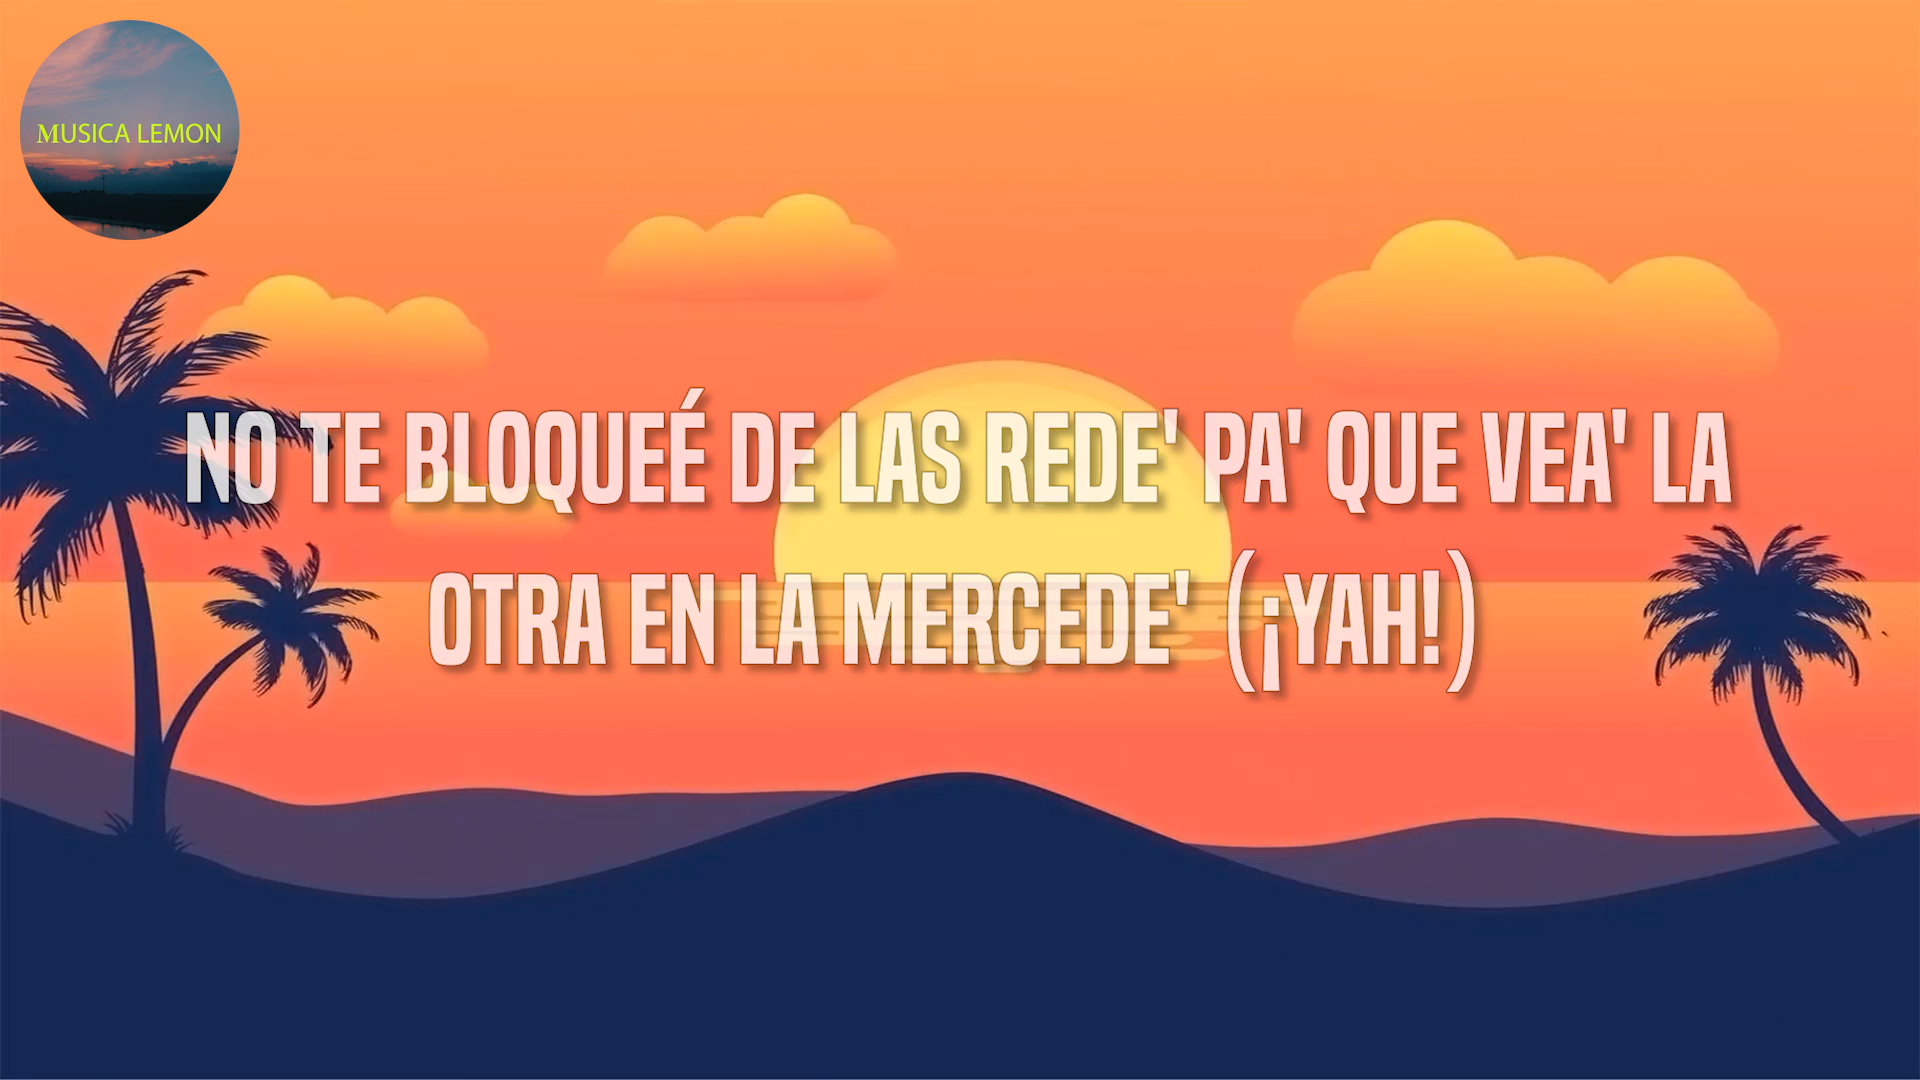 MUSICA LEMON
NO TE BLOQUEÉ DE LAS REDE' PA' QUE VEA' LA
OTRA EN LA MERCEDE' (¡YAH!)